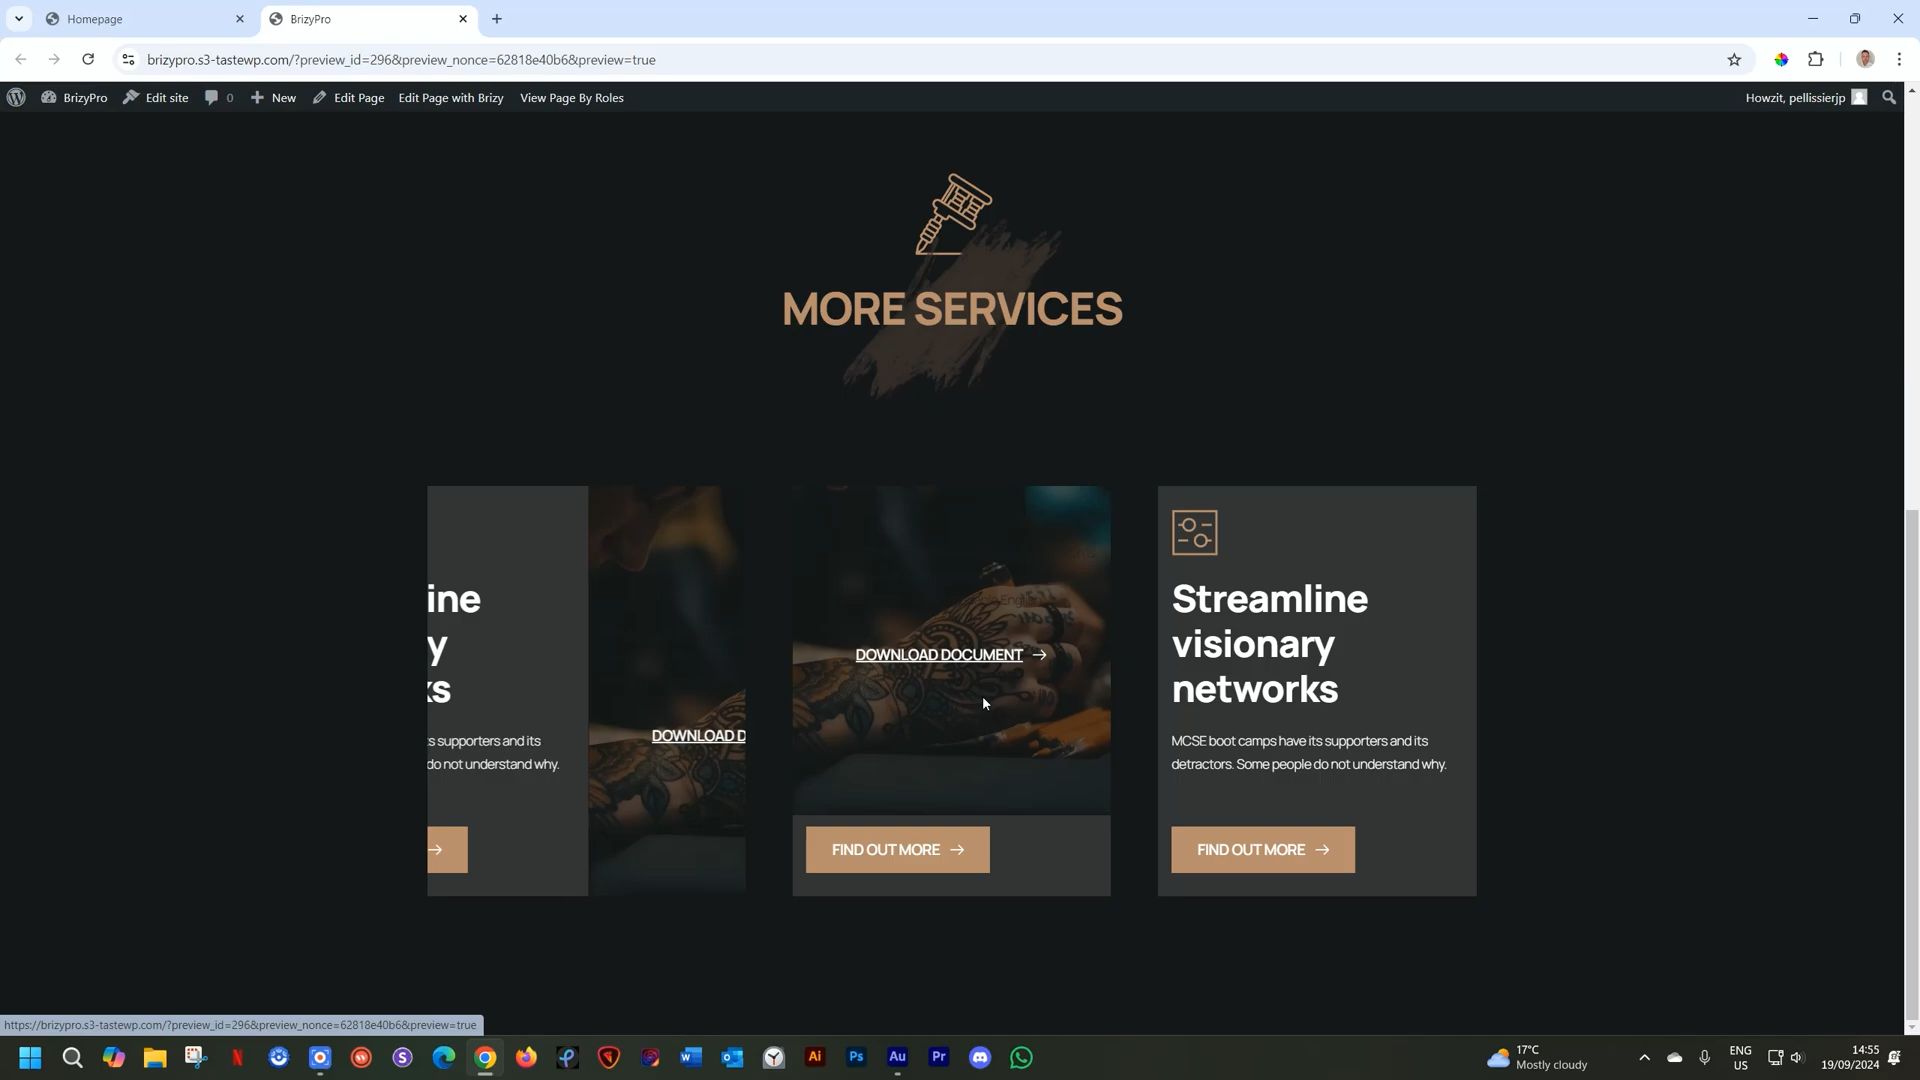 Homepage
BrizyPro
brizypro.s3-tastewp.com/?preview_id=296&preview_nonce=62818e40b6&preview=true
BrizyPro
Edit site
0
New
Edit Page
Edit Page with Brizy
View Page By Roles
Howzit, pellissierjp
MORE SERVICES
ine
y
ks
s supporters and its
do not understand why.
DOWNLOAD D
DOWNLOAD DOCUMENT
FIND OUT MORE
Streamline
visionary
networks
MCSE boot camps have its supporters and its
detractors. Some people do not understand why.
FIND OUT MORE
https://brizypro.s3-tastewp.com/?preview_id=296&preview_nonce=62818e40b6&preview=true
17°C
Mostly cloudy
ENG
US
14:55
19/09/2024